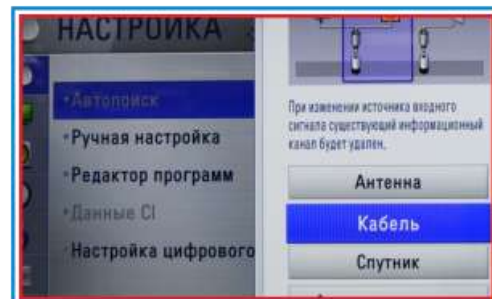 НАСТРОЙКА
•Автопоиск
•Ручная настройка
•Редактор программ
•Данные CI
•Настройка цифрового
При изменении источника входного
сигнала существующий информационный
канал будет удален.
Антенна
Кабель
Спутник